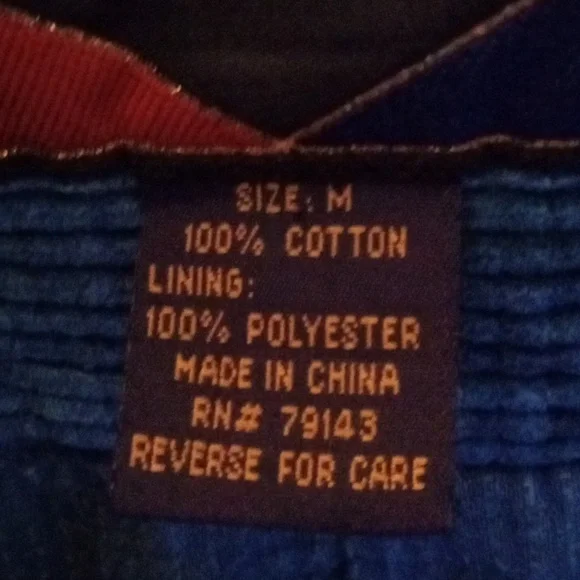 SIZE: M
100% COTTON
LINING:
100% POLYESTER
MADE IN CHINA
RN# 79143
REVERSE FOR CARE